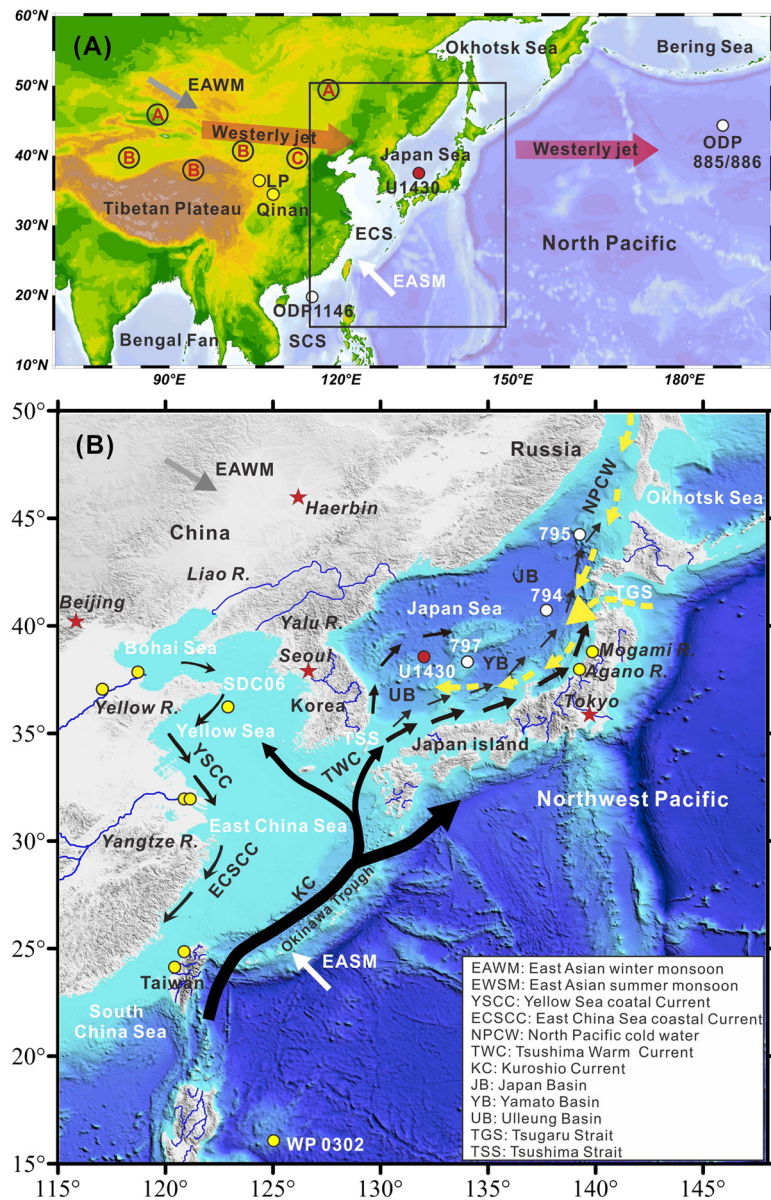 (A)
60°N
50°N
40°N
30°N
20°N
10°N
Okhotsk Sea
Bering Sea
EAWM
A
A
Westerly jet
B
B
B
C
LP
Qinan
Tibetan Plateau
Japan Sea
U1430
Westerly jet
ODP
885/886
ECS
North Pacific
EASM
ODP1146
SCS
Bengal Fan
90°E
120°E
150°E
180°E
(B)
50°
45°
40°
35°
30°
25°
20°
15°
EAWM
Russia
Haerbin
China
NPCW
Okhotsk Sea
795
Liao R.
JB
794
TGS
Beijing
Yalu R.
Japan Sea
Bohai Sea
Seoul
797
Mogami R.
U1430
YB
Agano R.
SDC06
Korea
UB
Yellow R.
Tokyo
Yellow Sea
TSS
Japan island
YSCC
TWC
Northwest Pacific
East China Sea
Yangtze R.
ECSCC
KC
Okinawa Trough
EASM
Taiwan
South
China Sea
WP 0302
EAWM: East Asian winter monsoon
EWSM: East Asian summer monsoon
YSCC: Yellow Sea coatal Current
ECSCC: East China Sea coastal Current
NPCW: North Pacific cold water
TWC: Tsushima Warm Current
KC: Kuroshio Current
JB: Japan Basin
YB: Yamato Basin
UB: Ulleung Basin
TGS: Tsugaru Strait
TSS: Tsushima Strait
115°
120°
125°
130°
135°
140°
145°